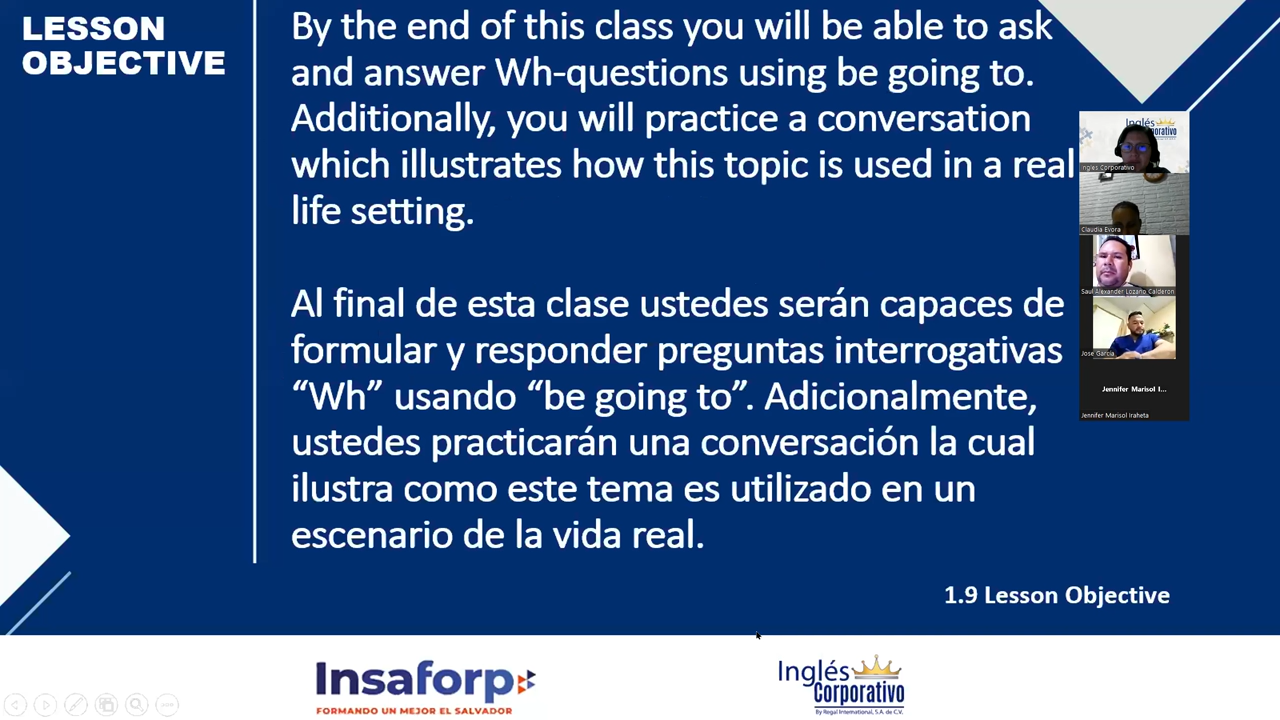 LESSON
OBJECTIVE
By the end of this class you will be able to ask
and answer Wh-questions using be going to.
Additionally, you will practice a conversation
which illustrates how this topic is used in a real
life setting.
Al final de esta clase ustedes serán capaces de
formular y responder preguntas interrogativas
“Wh” usando “be going to”. Adicionalmente,
ustedes practicarán una conversación la cual
ilustra como este tema es utilizado en un
escenario de la vida real.
1.9 Lesson Objective
Inglés
Corporativo
Inglés Corporativo
Claudia Evora
Saul Alexander Lozano Calderon
Jose Garcia
Jennifer Marisol I...
Jennifer Marisol Iraheta
Insaforp
FORMANDO UN MEJOR EL SALVADOR
Inglés
Corporativo
By Regal International, S.A. de C.V.